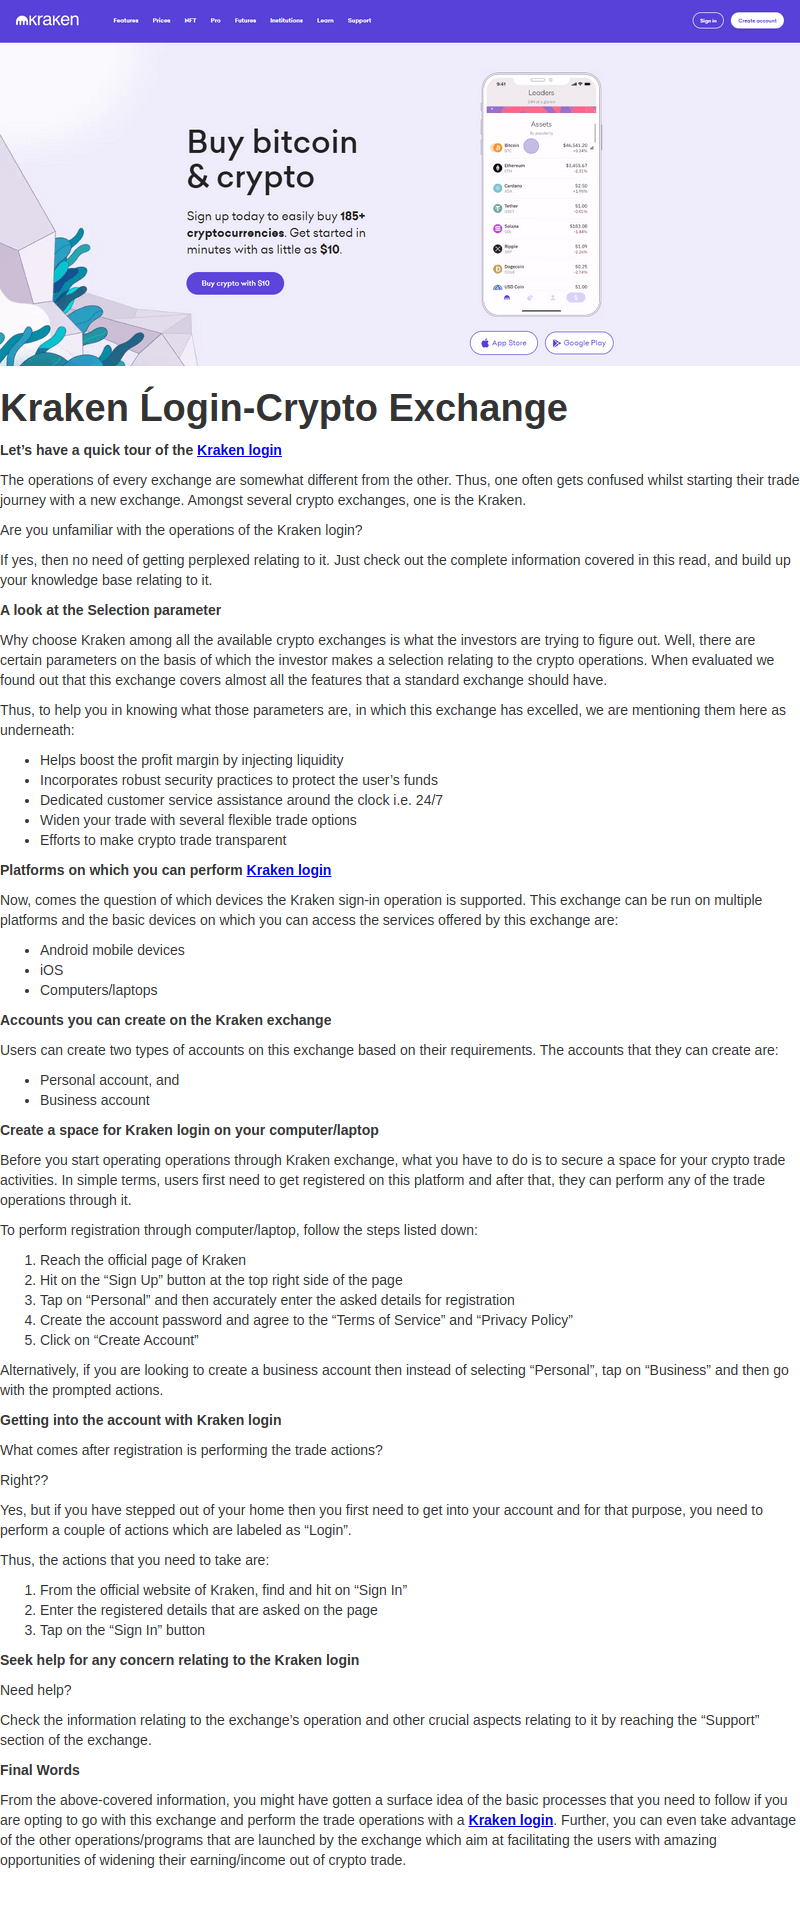 kraken
Features Prices NFT Pro Futures Institutions Learn Support
Sign in Create account
Buy bitcoin
& crypto
Sign up today to easily buy 185+
cryptocurrencies. Get started in
minutes with as little as $10.
Buy crypto with $10
9:41
Leaders
Assets
By popularity
Bitcoin $46,561.20
BTC
Ethereum
ETH
Cardano $2.50
ADA
Tether $1.00
USDT
Solana
SOL
Ripple $1.09
XRP
Dogecoin $0.25
DOGE
USD Coin $1.00
App Store Google Play
Kraken Ĺogin-Crypto Exchange
Let’s have a quick tour of the Kraken login
The operations of every exchange are somewhat different from the other. Thus, one often gets confused whilst starting their trade
journey with a new exchange. Amongst several crypto exchanges, one is the Kraken.
Are you unfamiliar with the operations of the Kraken login?
If yes, then no need of getting perplexed relating to it. Just check out the complete information covered in this read, and build up
your knowledge base relating to it.
A look at the Selection parameter
Why choose Kraken among all the available crypto exchanges is what the investors are trying to figure out. Well, there are
certain parameters on the basis of which the investor makes a selection relating to the crypto operations. When evaluated we
found out that this exchange covers almost all the features that a standard exchange should have.
Thus, to help you in knowing what those parameters are, in which this exchange has excelled, we are mentioning them here as
underneath:
• Helps boost the profit margin by injecting liquidity
• Incorporates robust security practices to protect the user’s funds
• Dedicated customer service assistance around the clock i.e. 24/7
• Widen your trade with several flexible trade options
• Efforts to make crypto trade transparent
Platforms on which you can perform Kraken login
Now, comes the question of which devices the Kraken sign-in operation is supported. This exchange can be run on multiple
platforms and the basic devices on which you can access the services offered by this exchange are:
• Android mobile devices
• iOS
• Computers/laptops
Accounts you can create on the Kraken exchange
Users can create two types of accounts on this exchange based on their requirements. The accounts that they can create are:
• Personal account, and
• Business account
Create a space for Kraken login on your computer/laptop
Before you start operating operations through Kraken exchange, what you have to do is to secure a space for your crypto trade
activities. In simple terms, users first need to get registered on this platform and after that, they can perform any of the trade
operations through it.
To perform registration through computer/laptop, follow the steps listed down:
1. Reach the official page of Kraken
2. Hit on the “Sign Up” button at the top right side of the page
3. Tap on “Personal” and then accurately enter the asked details for registration
4. Create the account password and agree to the “Terms of Service” and “Privacy Policy”
5. Click on “Create Account”
Alternatively, if you are looking to create a business account then instead of selecting “Personal”, tap on “Business” and then go
with the prompted actions.
Getting into the account with Kraken login
What comes after registration is performing the trade actions?
Right??
Yes, but if you have stepped out of your home then you first need to get into your account and for that purpose, you need to
perform a couple of actions which are labeled as “Login”.
Thus, the actions that you need to take are:
1. From the official website of Kraken, find and hit on “Sign In”
2. Enter the registered details that are asked on the page
3. Tap on the “Sign In” button
Seek help for any concern relating to the Kraken login
Need help?
Check the information relating to the exchange’s operation and other crucial aspects relating to it by reaching the “Support”
section of the exchange.
Final Words
From the above-covered information, you might have gotten a surface idea of the basic processes that you need to follow if you
are opting to go with this exchange and perform the trade operations with a Kraken login. Further, you can even take advantage
of the other operations/programs that are launched by the exchange which aim at facilitating the users with amazing
opportunities of widening their earning/income out of crypto trade.